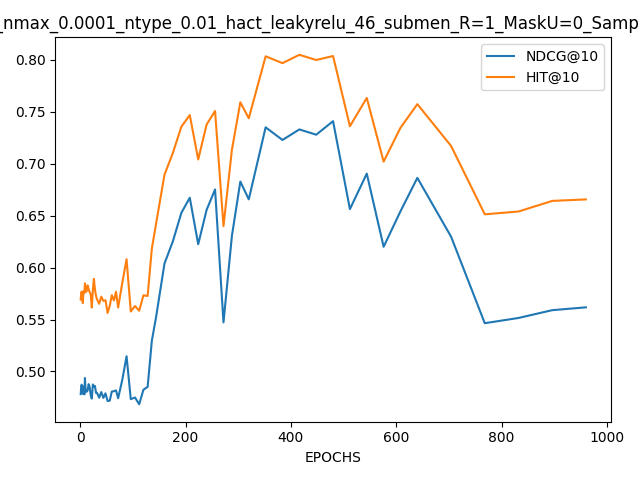 _nmax_0.0001_ntype_0.01_hact_leakyrelu_46_submen_R=1_MaskU=0_Samp
NDCG@10
HIT@10
0.80
0.75
0.70
0.65
0.60
0.55
0.50
0 200 400 600 800 1000
EPOCHS